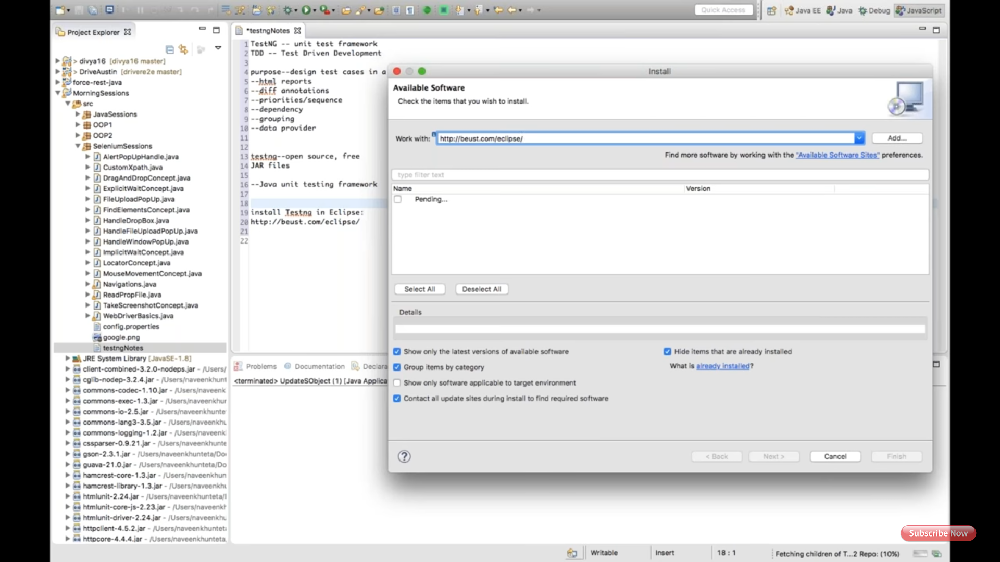 Quick Access
Java EE
Java
Debug
JavaScript
Project Explorer
> divya16 [divya16 master]
> DriveAustin [drivere2e master]
force-rest-java
MorningSessions
src
JavaSessions
OOP1
OOP2
SeleniumSessions
AlertPopUpHandle.java
CustomXpath.java
DragAndDropConcept.java
ExplicitWaitConcept.java
FileUploadPopUp.java
FindElementsConcept.java
HandleDropBox.java
HandleFileUploadPopUp.java
HandleWindowPopUp.java
ImplicitWaitConcept.java
LocatorConcept.java
MouseMovementConcept.java
Navigations.java
ReadPropFile.java
TakeScreenshotConcept.java
WebDriverBasics.java
config.properties
google.png
testngNotes
JRE System Library [JavaSE-1.8]
client-combined-3.2.0-nodeps.jar - /Users/
cglib-nodep-3.2.4.jar - /Users/naveenkhunt
commons-codec-1.10.jar - /Users/naveenk
commons-exec-1.3.jar - /Users/naveenkhur
commons-io-2.5.jar - /Users/naveenkhunte
commons-lang3-3.5.jar - /Users/naveenkhu
commons-logging-1.2.jar - /Users/naveenk
cssparser-0.9.21.jar - /Users/naveenkhunte
gson-2.3.1.jar - /Users/naveenkhunteta/Do
guava-21.0.jar - /Users/naveenkhunteta/Do
hamcrest-core-1.3.jar - /Users/naveenkhun
hamcrest-library-1.3.jar - /Users/naveenkhu
htmlunit-2.24.jar - /Users/naveenkhunteta/
htmlunit-core-js-2.23.jar - /Users/naveenkh
htmlunit-driver-2.24.jar - /Users/naveenkhu
httpclient-4.5.2.jar - /Users/naveenkhunteta
httpcore-4.4.4.jar - /Users/naveenkhunteta,
*testngNotes
1 TestNG -- unit test framework
2 TDD -- Test Driven Development
3
4 purpose--design test cases in a
5 --html reports
6 --diff annotations
7 --priorities/sequence
8 --dependency
9 --grouping
10 --data provider
11
12
13 testng--open source, free
14 JAR files
15
16 --Java unit testing framework
17
18
19 install Testng in Eclipse:
20 http://beust.com/eclipse/
21
22
Problems
@ Documentation
Declara
<terminated> UpdateSObject (1) [Java Applica
Install
Available Software
Check the items that you wish to install.
Work with:
http://beust.com/eclipse/
Add...
Find more software by working with the "Available Software Sites" preferences.
type filter text
Name
Version
Pending...
Select All
Deselect All
Details
Show only the latest versions of available software
Hide items that are already installed
Group items by category
What is already installed?
Show only software applicable to target environment
Contact all update sites during install to find required software
?
< Back
Next >
Cancel
Finish
Subscribe Now
Writable
Insert
18 : 1
Fetching children of T...2 Repo: (10%)